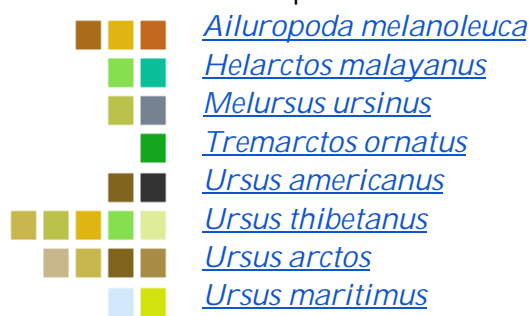 Ailuropoda melanoleuca
Helarctos malayanus
Melursus ursinus
Tremarctos ornatus
Ursus americanus
Ursus thibetanus
Ursus arctos
Ursus maritimus